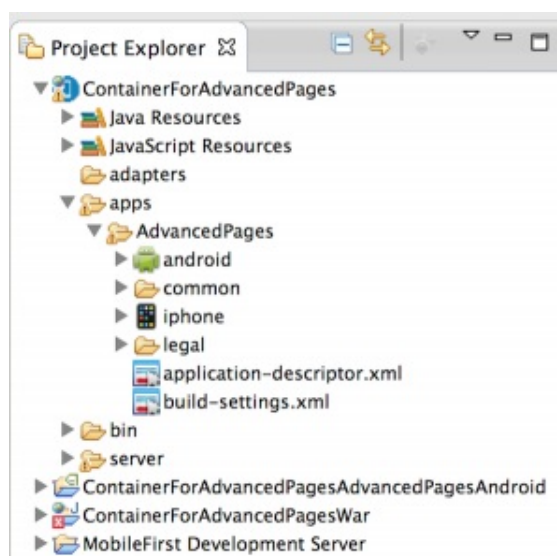 Project Explorer
ContainerForAdvancedPages
Java Resources
JavaScript Resources
adapters
apps
AdvancedPages
android
common
iphone
legal
application-descriptor.xml
build-settings.xml
bin
server
ContainerForAdvancedPagesAdvancedPagesAndroid
ContainerForAdvancedPagesWar
MobileFirst Development Server